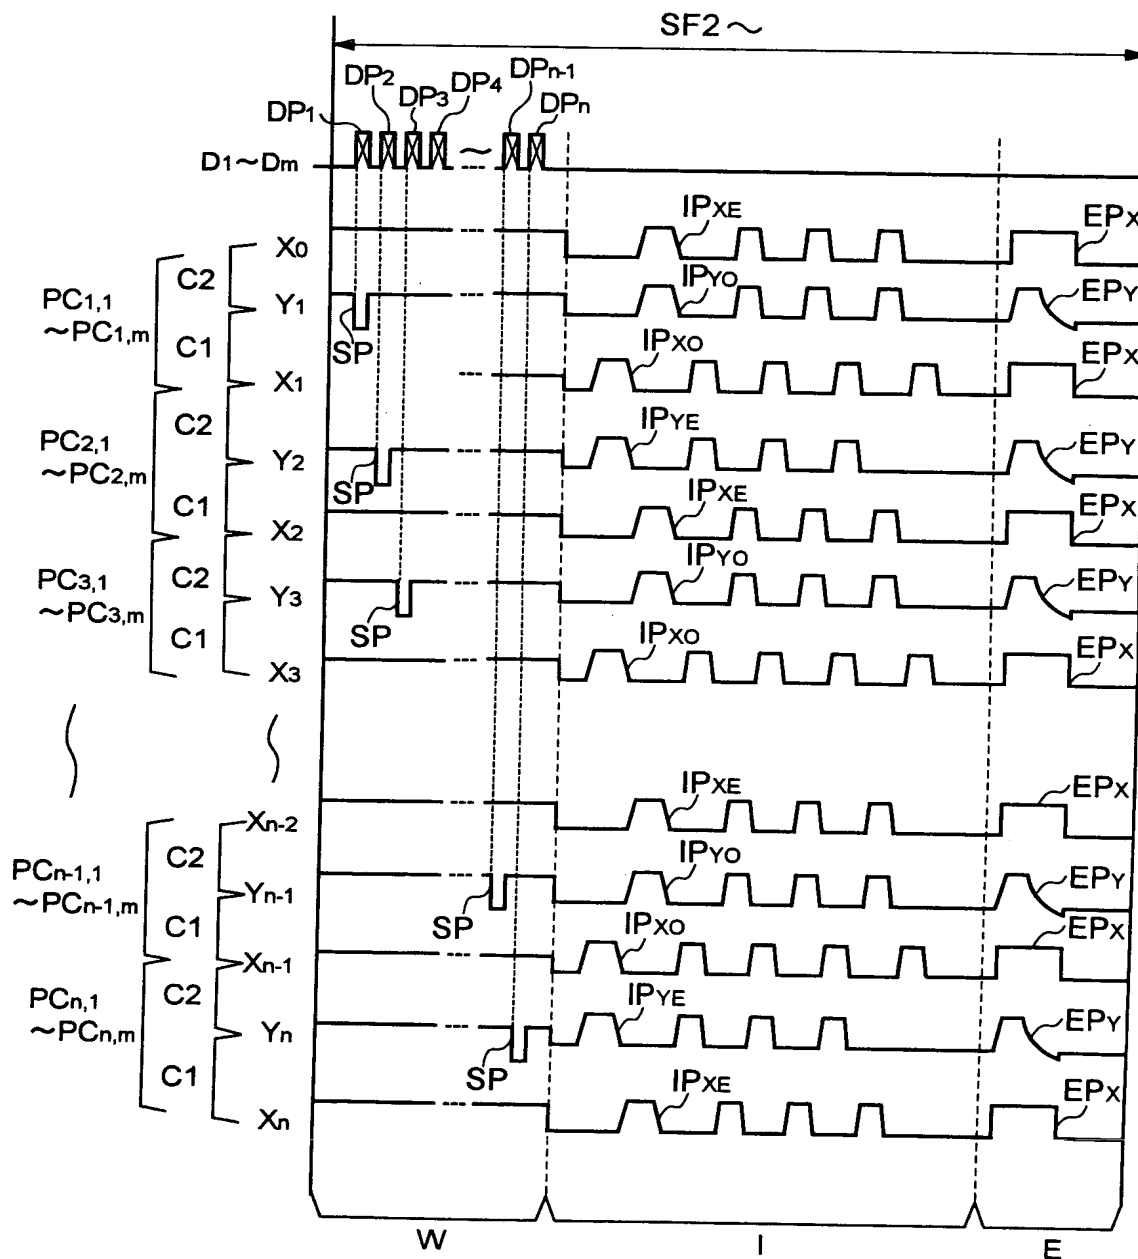 SF2～
DP1
DP2
DP3
DP4
DPn-1
DPn
D1～Dm
X0
IPXE
EPX
C2
PC1,1
～PC1,m
Y1
SP
IPYO
EPY
C1
X1
IPXO
EPX
C2
PC2,1
～PC2,m
Y2
SP
IPYE
EPY
C1
X2
IPXE
EPX
C2
PC3,1
～PC3,m
Y3
SP
IPYO
EPY
C1
X3
IPXO
EPX
Xn-2
IPXE
EPX
C2
PCn-1,1
～PCn-1,m
Yn-1
SP
IPYO
EPY
C1
Xn-1
IPXO
EPX
C2
PCn,1
～PCn,m
Yn
SP
IPYE
EPY
C1
Xn
IPXE
EPX
W
I
E